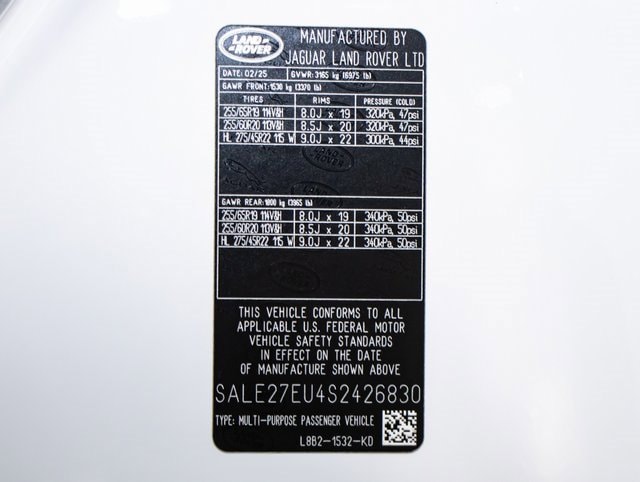 LAND ROVER
MANUFACTURED BY
JAGUAR LAND ROVER LTD
DATE: 02/25 GVWR: 3165 kg (6975 lb)
GAWR FRONT: 1530 kg (3370 lb)
TIRES RIMS PRESSURE (COLD)
255/65R19 114V&H 8.0J x 19 320kPa, 47psi
255/60R20 113V&H 8.5J x 20 320kPa, 47psi
HL 275/45R22 115 W 9.0J x 22 300kPa, 44psi
GAWR REAR: 1800 kg (3965 lb)
255/65R19 114V&H 8.0J x 19 340kPa, 50psi
255/60R20 113V&H 8.5J x 20 340kPa, 50psi
HL 275/45R22 115 W 9.0J x 22 340kPa, 50psi
THIS VEHICLE CONFORMS TO ALL
APPLICABLE U.S. FEDERAL MOTOR
VEHICLE SAFETY STANDARDS
IN EFFECT ON THE DATE
OF MANUFACTURE SHOWN ABOVE
SALE27EU4S2426830
TYPE: MULTI-PURPOSE PASSENGER VEHICLE
L8B2-1532-KD